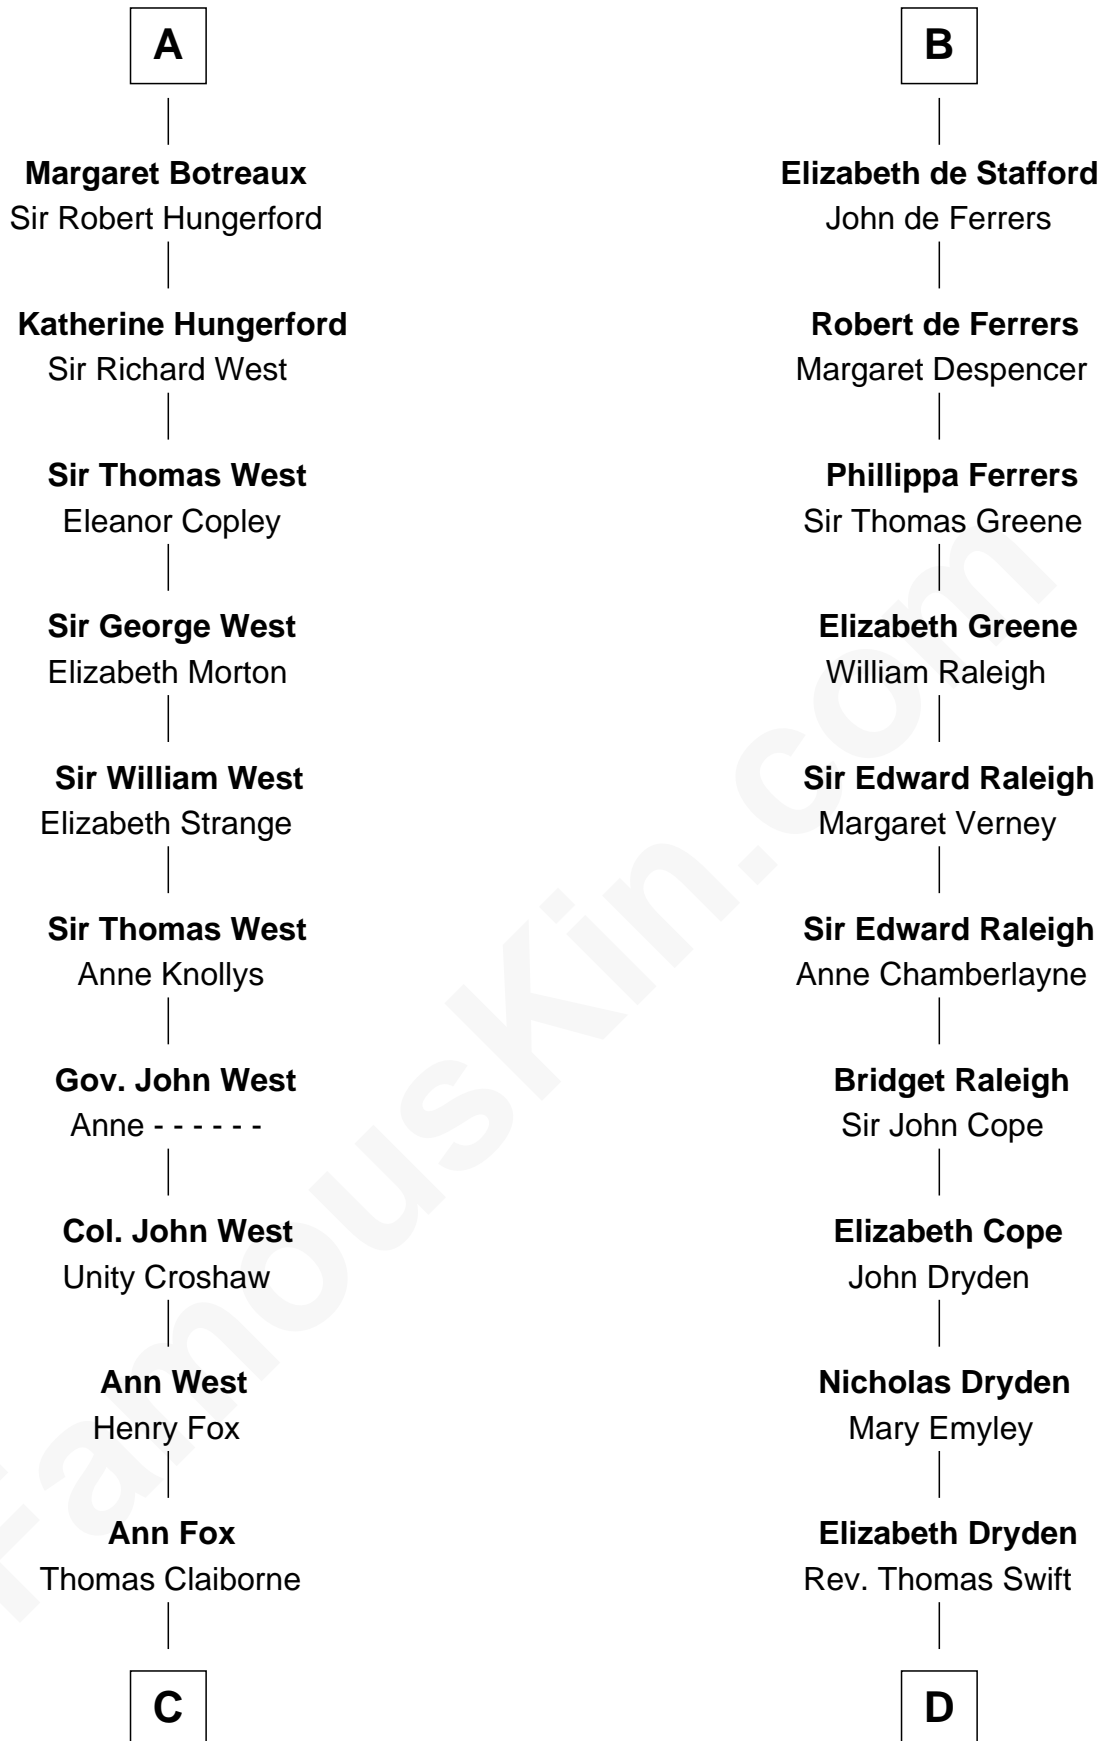 A
Margaret Botreaux
Sir Robert Hungerford
Katherine Hungerford
Sir Richard West
Sir Thomas West
Eleanor Copley
Sir George West
Elizabeth Morton
Sir William West
Elizabeth Strange
Sir Thomas West
Anne Knollys
Gov. John West
Anne - - - - - -
Col. John West
Unity Croshaw
Ann West
Henry Fox
Ann Fox
Thomas Claiborne
C
B
Elizabeth de Stafford
John de Ferrers
Robert de Ferrers
Margaret Despencer
Phillippa Ferrers
Sir Thomas Greene
Elizabeth Greene
William Raleigh
Sir Edward Raleigh
Margaret Verney
Sir Edward Raleigh
Anne Chamberlayne
Bridget Raleigh
Sir John Cope
Elizabeth Cope
John Dryden
Nicholas Dryden
Mary Emyley
Elizabeth Dryden
Rev. Thomas Swift
D
FamousKin.com